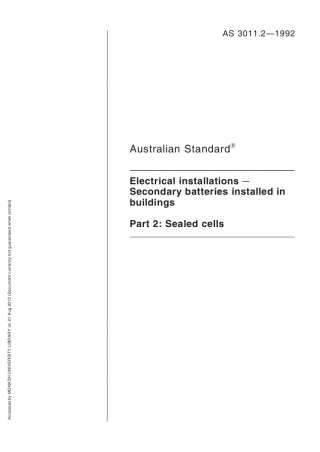 AS 3011.2—1992
Australian Standard®
Electrical installations —
Secondary batteries installed in
buildings
Part 2: Sealed cells
Accessed by MONASH UNIVERSITY LIBRARY on 21 Aug 2013 (Document currency not guaranteed when printed)